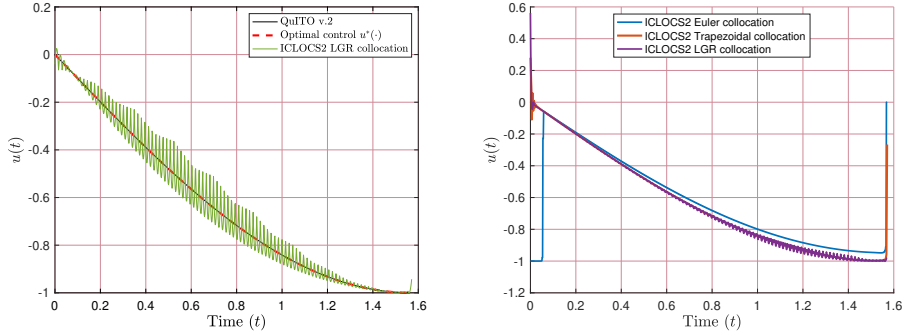 QuITO v.2
Optimal control u*(·)
ICLOCS2 LGR collocation
0.2
0
-0.2
-0.4
-0.6
-0.8
-1
u(t)
0 0.2 0.4 0.6 0.8 1 1.2 1.4 1.6
Time (t)
ICLOCS2 Euler collocation
ICLOCS2 Trapezoidal collocation
ICLOCS2 LGR collocation
0.6
0.4
0.2
0
-0.2
-0.4
-0.6
-0.8
-1
-1.2
u(t)
0 0.2 0.4 0.6 0.8 1 1.2 1.4 1.6
Time (t)